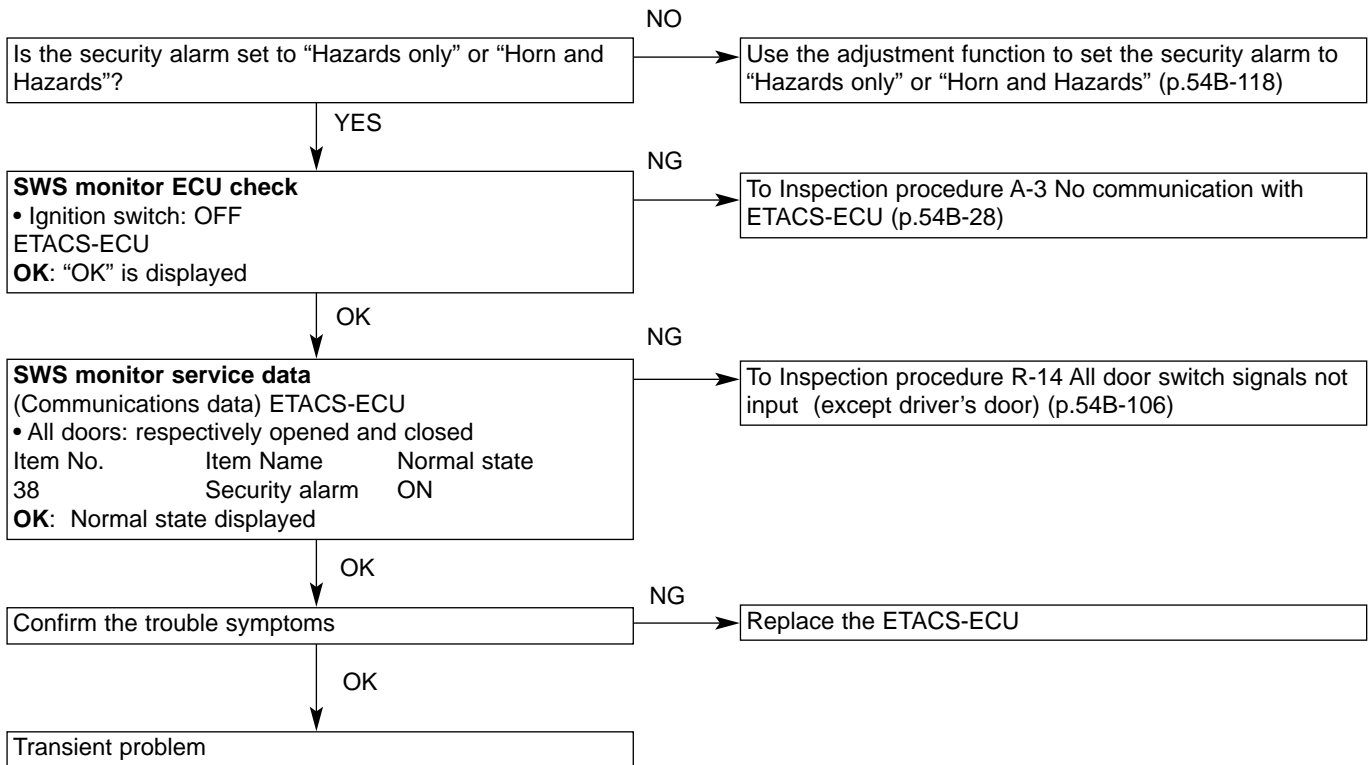 NO
Is the security alarm set to “Hazards only” or “Horn and
Hazards”?
Use the adjustment function to set the security alarm to
“Hazards only” or “Horn and Hazards” (p.54B-118)
YES
NG
SWS monitor ECU check
• Ignition switch: OFF
ETACS-ECU
OK: “OK” is displayed
To Inspection procedure A-3 No communication with
ETACS-ECU (p.54B-28)
OK
NG
SWS monitor service data
(Communications data) ETACS-ECU
• All doors: respectively opened and closed
Item No. Item Name Normal state
38 Security alarm ON
OK: Normal state displayed
To Inspection procedure R-14 All door switch signals not
input (except driver’s door) (p.54B-106)
OK
NG
Confirm the trouble symptoms
Replace the ETACS-ECU
OK
Transient problem